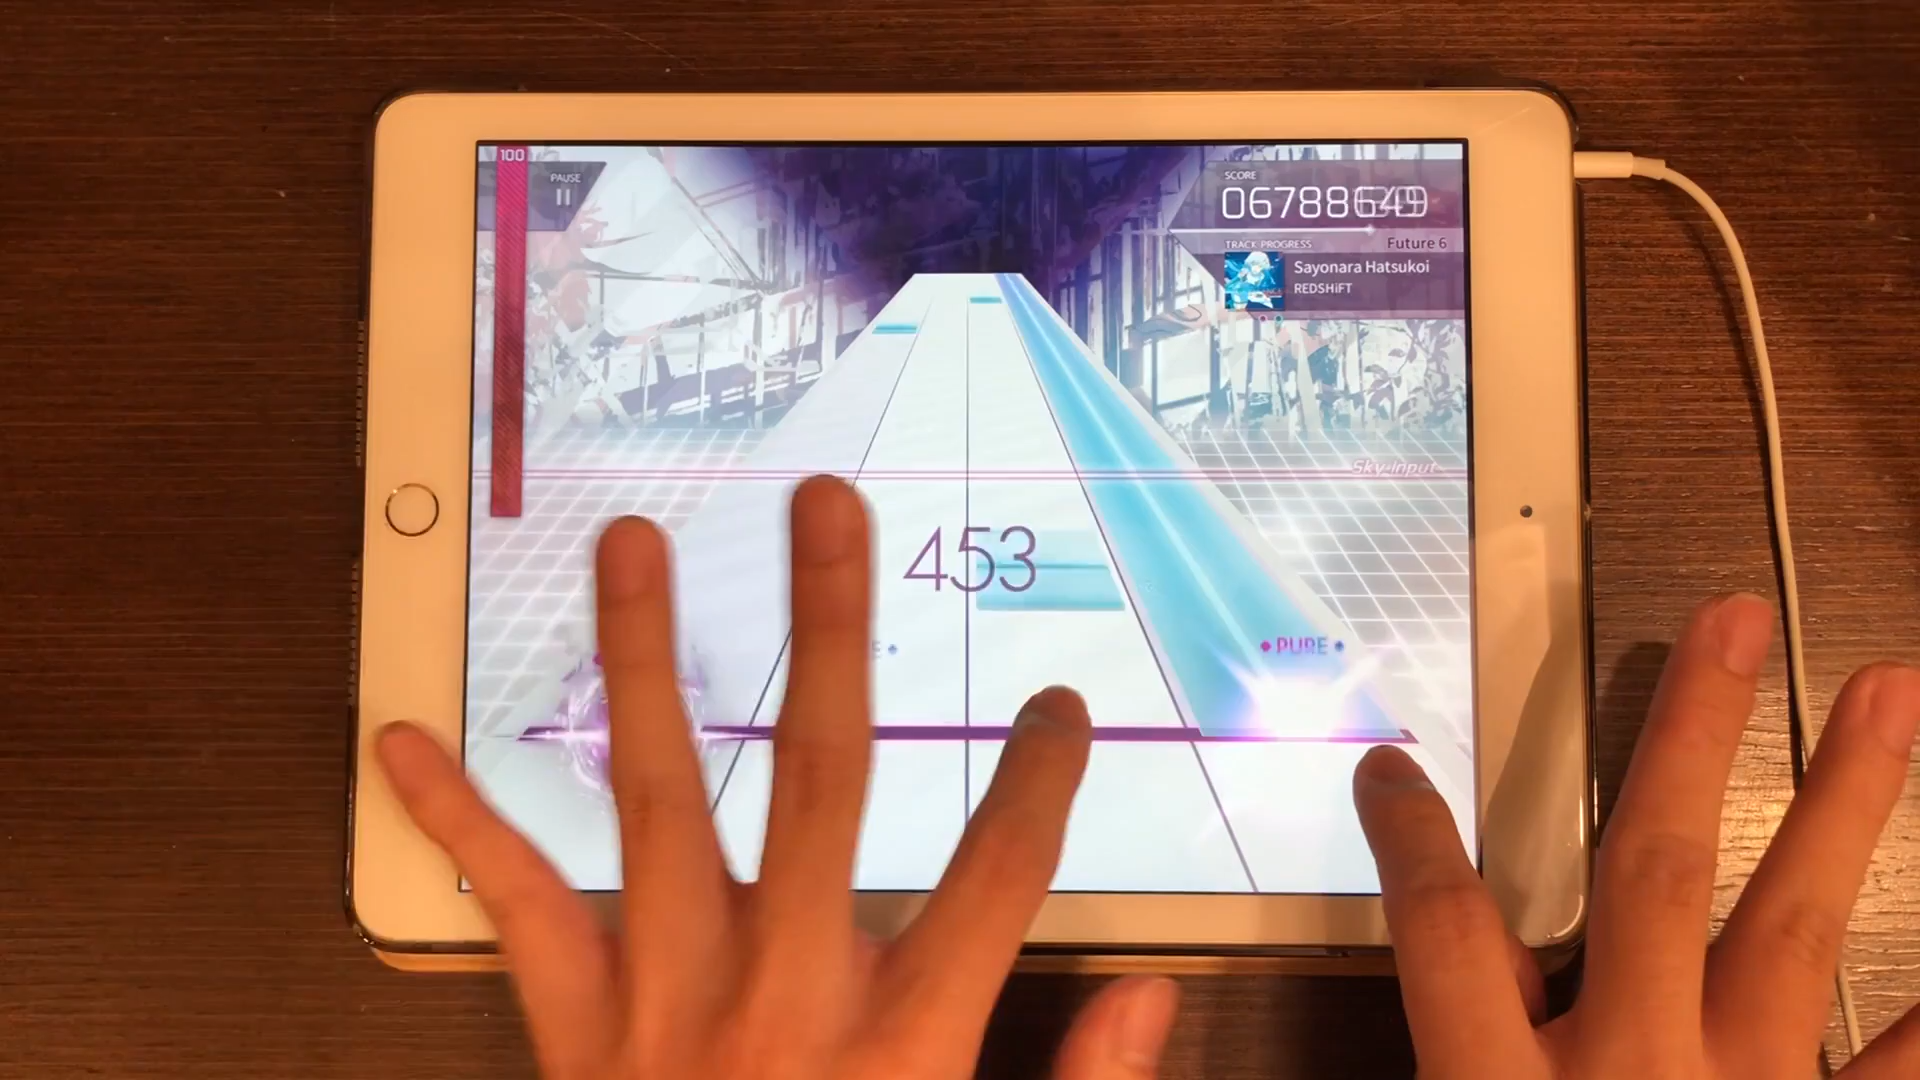 100
PAUSE
SCORE
TRACK PROGRESS
Future 6
Sayonara Hatsukoi
REDSHiFT
Sky Input
453
PURE